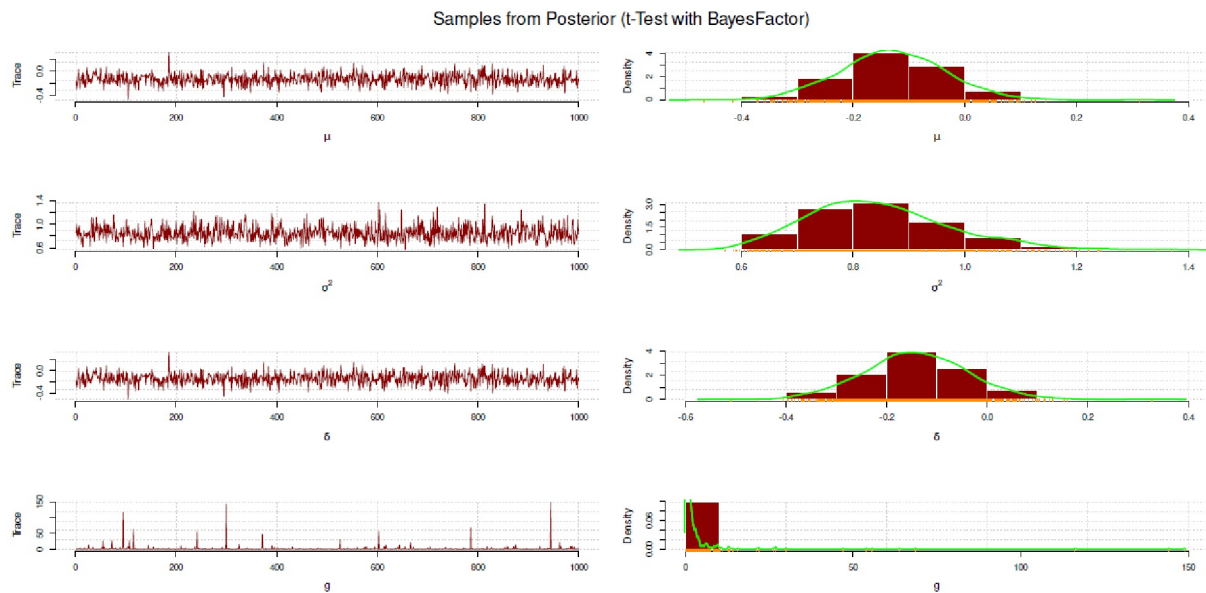 Samples from Posterior (t-Test with BayesFactor)
Trace
-0.4 0.0
0 200 400 600 800 1000
μ
Density
0 2 4
-0.4 -0.2 0.0 0.2 0.4
μ
Trace
0.6 1.0 1.4
0 200 400 600 800 1000
σ²
Density
0.0 1.5 3.0
0.6 0.8 1.0 1.2 1.4
σ²
Trace
-0.4 0.0
0 200 400 600 800 1000
δ
Density
0 2 4
-0.6 -0.4 -0.2 0.0 0.2 0.4
δ
Trace
0 50 150
0 200 400 600 800 1000
g
Density
0.00 0.06
0 50 100 150
g